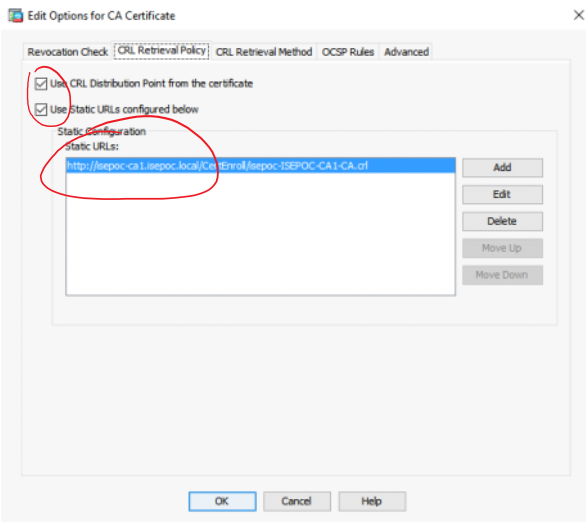 Edit Options for CA Certificate
Revocation Check CRL Retrieval Policy CRL Retrieval Method OCSP Rules Advanced
Use CRL Distribution Point from the certificate
Use Static URLs configured below
Static Configuration
Static URLs:
http://isepoc-ca1.isepoc.local/CertEnroll/isepoc-ISEPOC-CA1-CA.crl
Add
Edit
Delete
Move Up
Move Down
OK Cancel Help